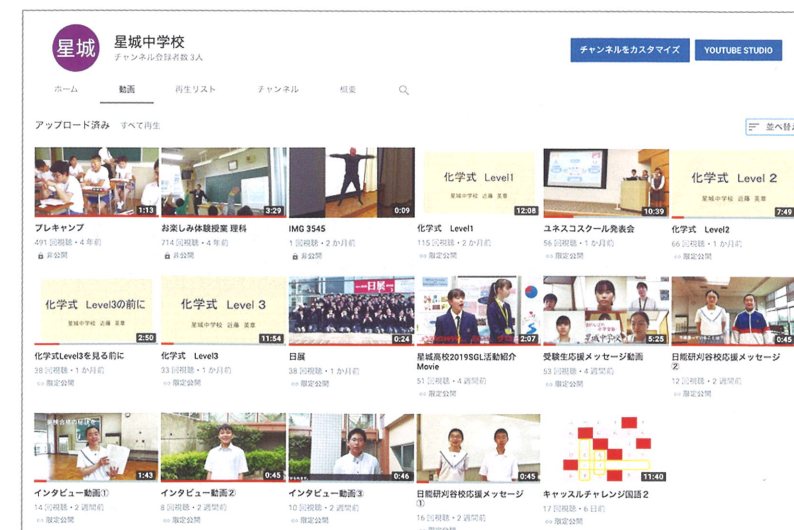 星城
星城中学校
チャンネル登録者数 3人
チャンネルをカスタマイズ
YOUTUBE STUDIO
ホーム 動画 再生リスト チャンネル 概要
アップロード済み すべて再生
並べ替え
1:13
3:29
0:09
化学式 Level1
星城中学校 近藤 英章
12:08
10:39
化学式 Level 2
星城中学校 近藤 英章
7:49
プレキャンプ
491 回視聴・4 年前
非公開
お楽しみ体験授業 理科
714 回視聴・4 年前
非公開
IMG 3545
1 回視聴・2 か月前
非公開
化学式 Level1
115 回視聴・2 か月前
限定公開
ユネスコスクール発表会
56 回視聴・1 か月前
限定公開
化学式 Level2
66 回視聴・1 か月前
限定公開
化学式 Level3の前に
星城中学校 近藤 英章
2:50
化学式 Level 3
星城中学校 近藤 英章
11:54
日展
0:24
2:07
星城中学校
5:25
0:45
化学式Level3を見る前に
38 回視聴・1 か月前
限定公開
化学式 Level3
33 回視聴・1 か月前
限定公開
日展
38 回視聴・1 か月前
限定公開
星城高校2019SGL活動紹介
Movie
51 回視聴・4 週間前
限定公開
受験生応援メッセージ動画
53 回視聴・4 週間前
限定公開
日能研刈谷校応援メッセージ
②
12 回視聴・2 週間前
限定公開
1:43
0:45
0:46
0:45
11:40
インタビュー動画①
14 回視聴・2 週間前
限定公開
インタビュー動画②
8 回視聴・2 週間前
限定公開
インタビュー動画③
10 回視聴・2 週間前
限定公開
日能研刈谷校応援メッセージ
①
16 回視聴・2 週間前
限定公開
キャッスルチャレンジ国語２
17 回視聴・6 日前
限定公開